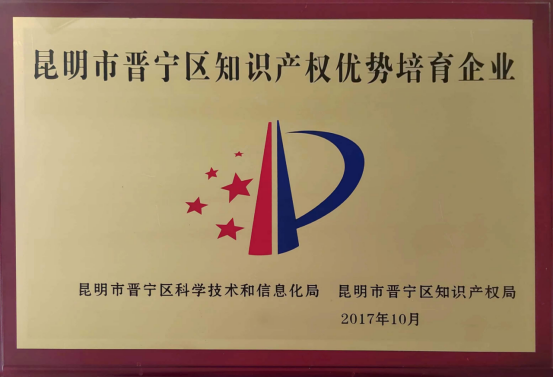 昆明市晋宁区知识产权优势培育企业
昆明市晋宁区科学技术和信息化局 昆明市晋宁区知识产权局
2017年10月